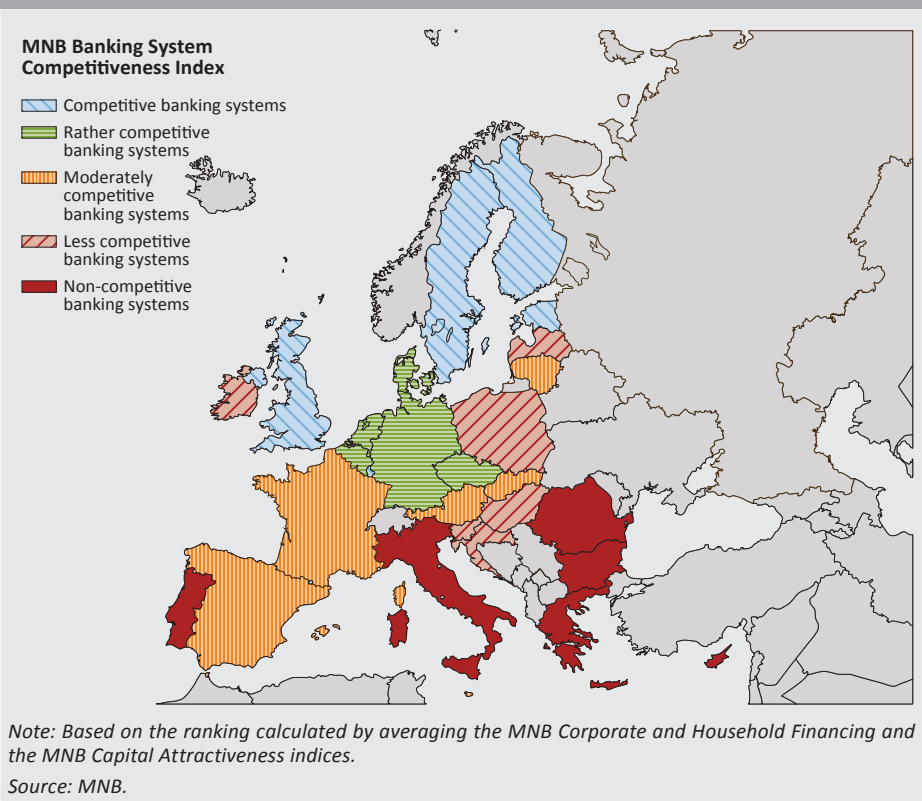 MNB Banking System
Competitiveness Index
Competitive banking systems
Rather competitive
banking systems
Moderately
competitive
banking systems
Less competitive
banking systems
Non-competitive
banking systems
Note: Based on the ranking calculated by averaging the MNB Corporate and Household Financing and
the MNB Capital Attractiveness indices.
Source: MNB.